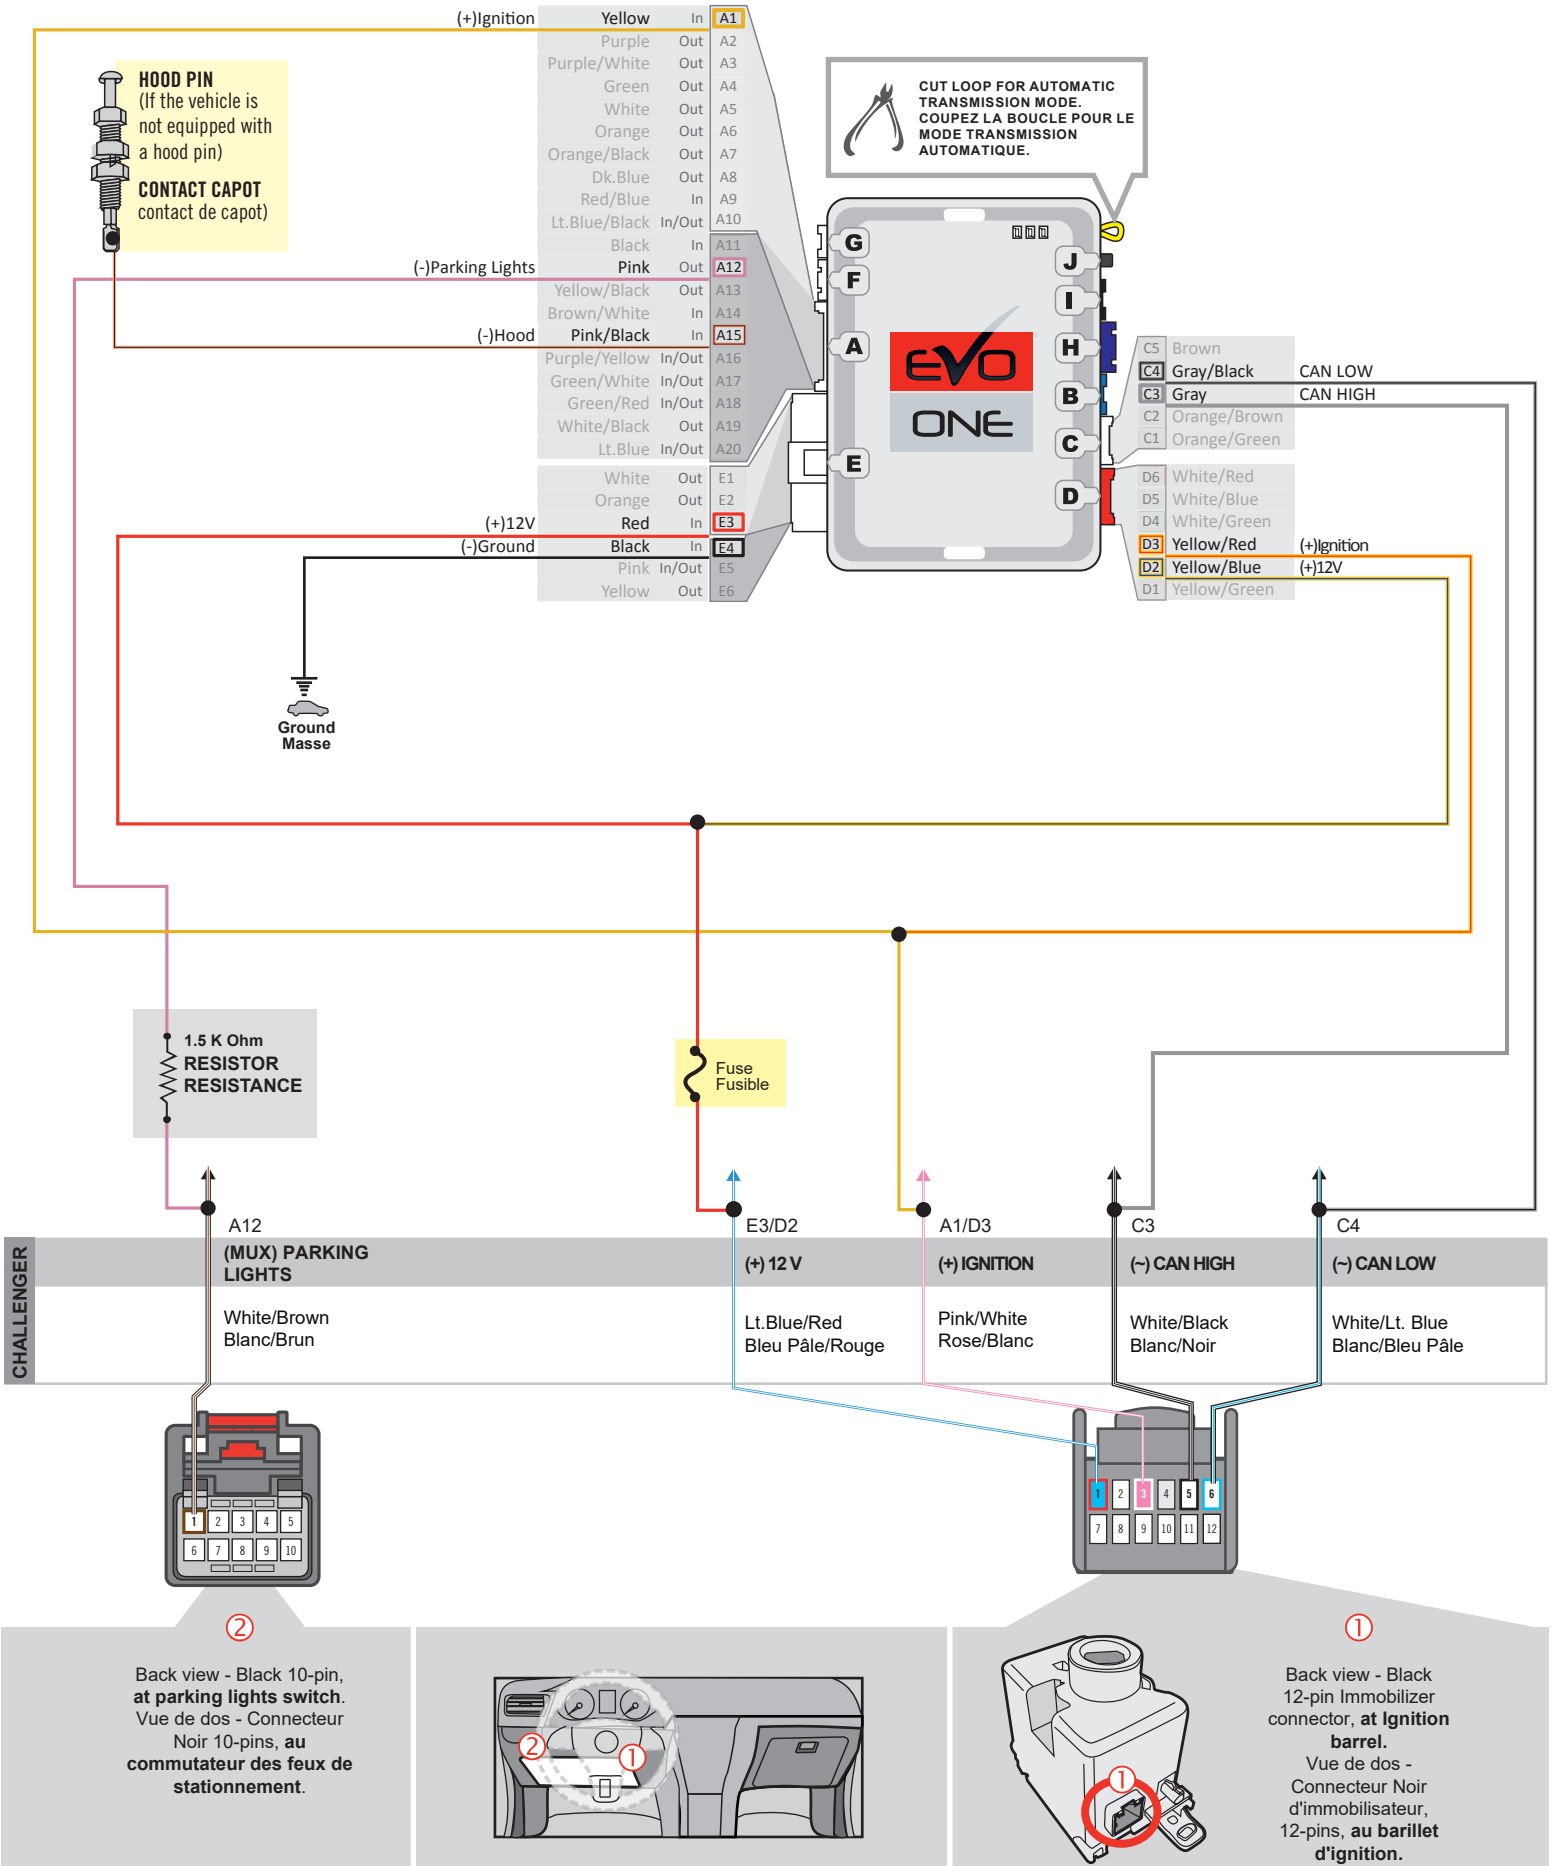 (+)Ignition Yellow In A1
Purple Out A2
Purple/White Out A3
Green Out A4
White Out A5
Orange Out A6
Orange/Black Out A7
Dk.Blue Out A8
Red/Blue In A9
Lt.Blue/Black In/Out A10
Black In A11
(-)Parking Lights Pink Out A12
Yellow/Black Out A13
Brown/White In A14
(-)Hood Pink/Black In A15
Purple/Yellow In/Out A16
Green/White In/Out A17
Green/Red In/Out A18
White/Black Out A19
Lt.Blue In/Out A20
White Out E1
Orange Out E2
(+)12V Red In E3
(-)Ground Black In E4
Pink In/Out E5
Yellow Out E6
HOOD PIN
(If the vehicle is
not equipped with
a hood pin)
CONTACT CAPOT
contact de capot)
CUT LOOP FOR AUTOMATIC
TRANSMISSION MODE.
COUPEZ LA BOUCLE POUR LE
MODE TRANSMISSION
AUTOMATIQUE.
G
F
A
E
J
I
H
B
C
D
EVO
ONE
C5 Brown
C4 Gray/Black CAN LOW
C3 Gray CAN HIGH
C2 Orange/Brown
C1 Orange/Green
D6 White/Red
D5 White/Blue
D4 White/Green
D3 Yellow/Red (+)Ignition
D2 Yellow/Blue (+)12V
D1 Yellow/Green
Ground
Masse
1.5 K Ohm
RESISTOR
RESISTANCE
Fuse
Fusible
A12
E3/D2
A1/D3
C3
C4
CHALLENGER
(MUX) PARKING
LIGHTS
(+) 12 V
(+) IGNITION
(~) CAN HIGH
(~) CAN LOW
White/Brown
Blanc/Brun
Lt.Blue/Red
Bleu Pâle/Rouge
Pink/White
Rose/Blanc
White/Black
Blanc/Noir
White/Lt. Blue
Blanc/Bleu Pâle
1 2 3 4 5
6 7 8 9 10
1 2 3 4 5 6
7 8 9 10 11 12
2
Back view - Black 10-pin,
at parking lights switch.
Vue de dos - Connecteur
Noir 10-pins, au
commutateur des feux de
stationnement.
2
1
1
1
Back view - Black
12-pin Immobilizer
connector, at Ignition
barrel.
Vue de dos -
Connecteur Noir
d'immobilisateur,
12-pins, au barillet
d'ignition.